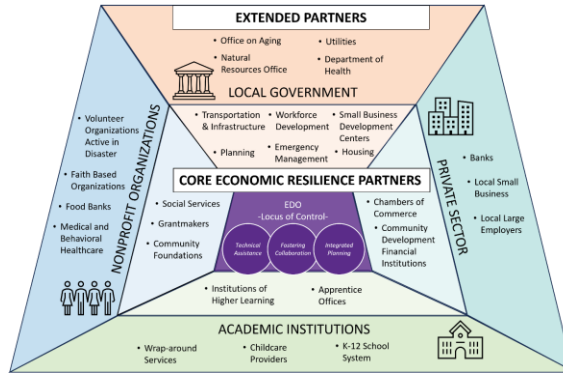 EXTENDED PARTNERS
• Office on Aging
• Utilities
• Natural
Resources Office
• Department of
Health
LOCAL GOVERNMENT
• Transportation
& Infrastructure
• Workforce
Development
• Small Business
Development
Centers
• Planning
• Emergency
Management
• Housing
CORE ECONOMIC RESILIENCE PARTNERS
NONPROFIT ORGANIZATIONS
• Volunteer
Organizations
Active in
Disaster
• Faith Based
Organizations
• Food Banks
• Medical and
Behavioral
Healthcare
• Social Services
• Grantmakers
• Community
Foundations
EDO
-Locus of Control-
Technical
Assistance
Fostering
Collaboration
Integrated
Planning
• Chambers of
Commerce
• Community
Development
Financial
Institutions
PRIVATE SECTOR
• Banks
• Local Small
Business
• Local Large
Employers
• Institutions of
Higher Learning
• Apprentice
Offices
ACADEMIC INSTITUTIONS
• Wrap-around
Services
• Childcare
Providers
• K-12 School
System